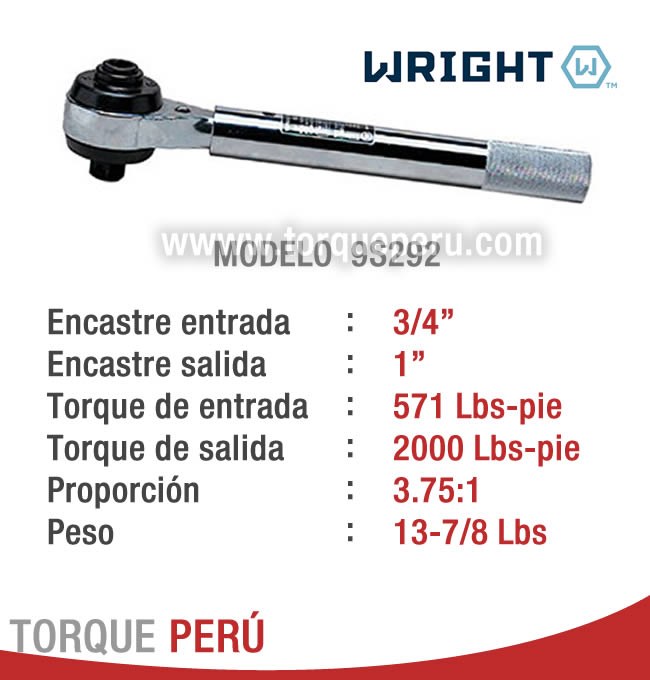 WRIGHT W™
www.torqueperu.com
MODELO 9S292
Encastre entrada : 3/4”
Encastre salida : 1”
Torque de entrada : 571 Lbs-pie
Torque de salida : 2000 Lbs-pie
Proporción : 3.75:1
Peso : 13-7/8 Lbs
TORQUE PERÚ